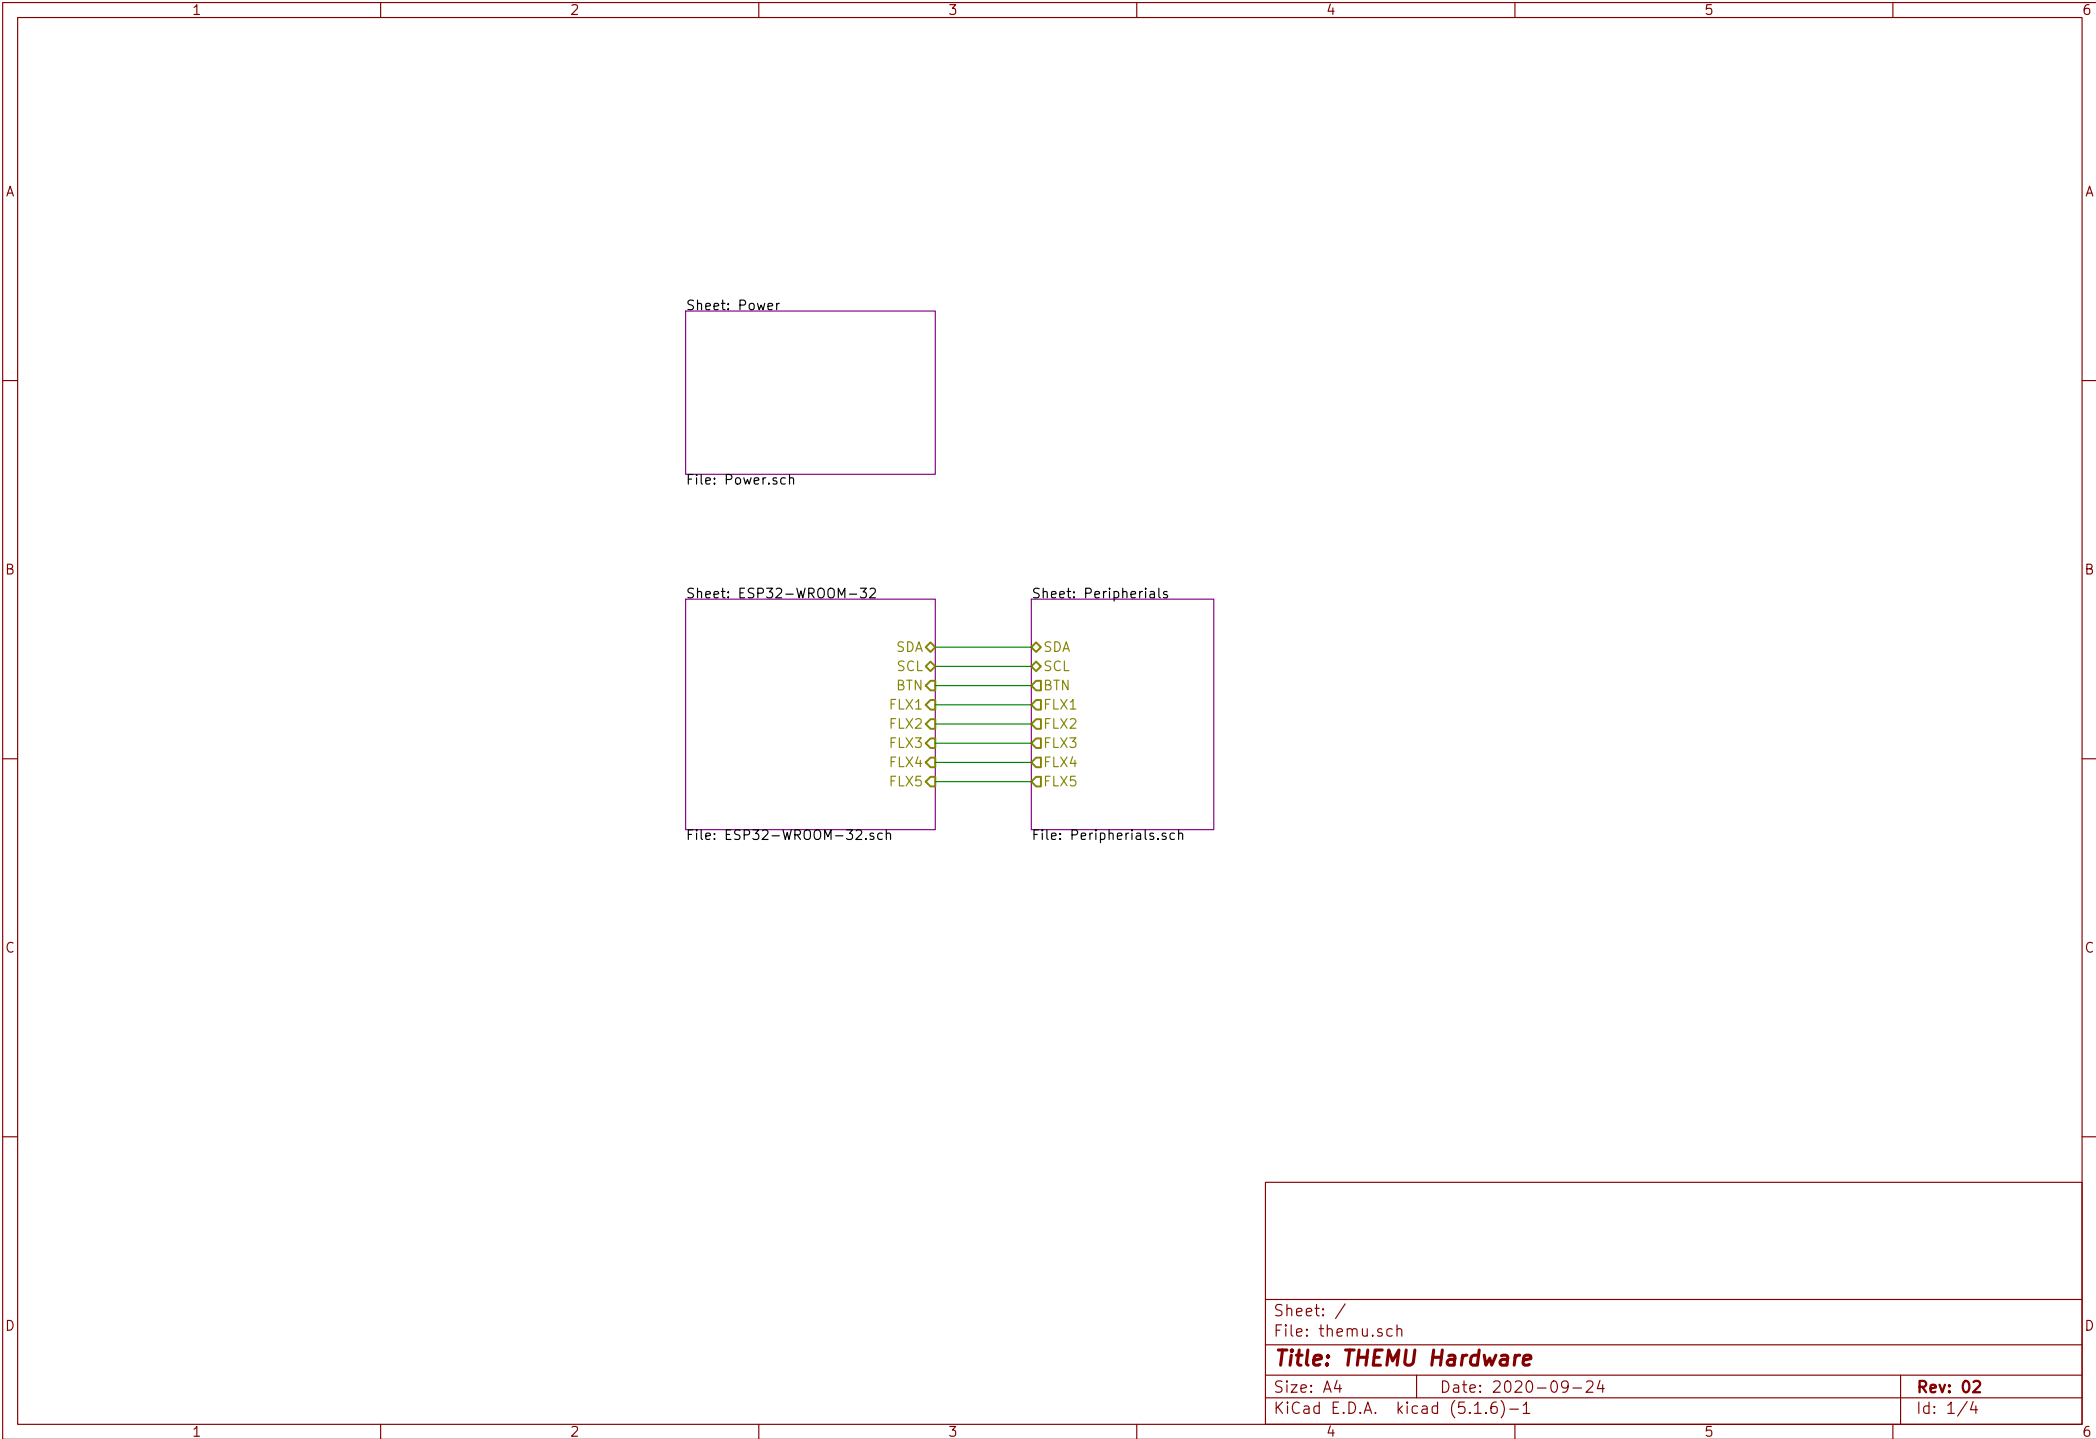 1 2 3 4 5 6
A A
Sheet: Power
File: Power.sch
B B
Sheet: ESP32-WROOM-32
SDA
SCL
BTN
FLX1
FLX2
FLX3
FLX4
FLX5
File: ESP32-WROOM-32.sch
Sheet: Peripherials
SDA
SCL
BTN
FLX1
FLX2
FLX3
FLX4
FLX5
File: Peripherials.sch
C C
D D
Sheet: /
File: themu.sch
Title: THEMU Hardware
Size: A4 Date: 2020-09-24 Rev: 02
KiCad E.D.A. kicad (5.1.6)-1 Id: 1/4
1 2 3 4 5 6